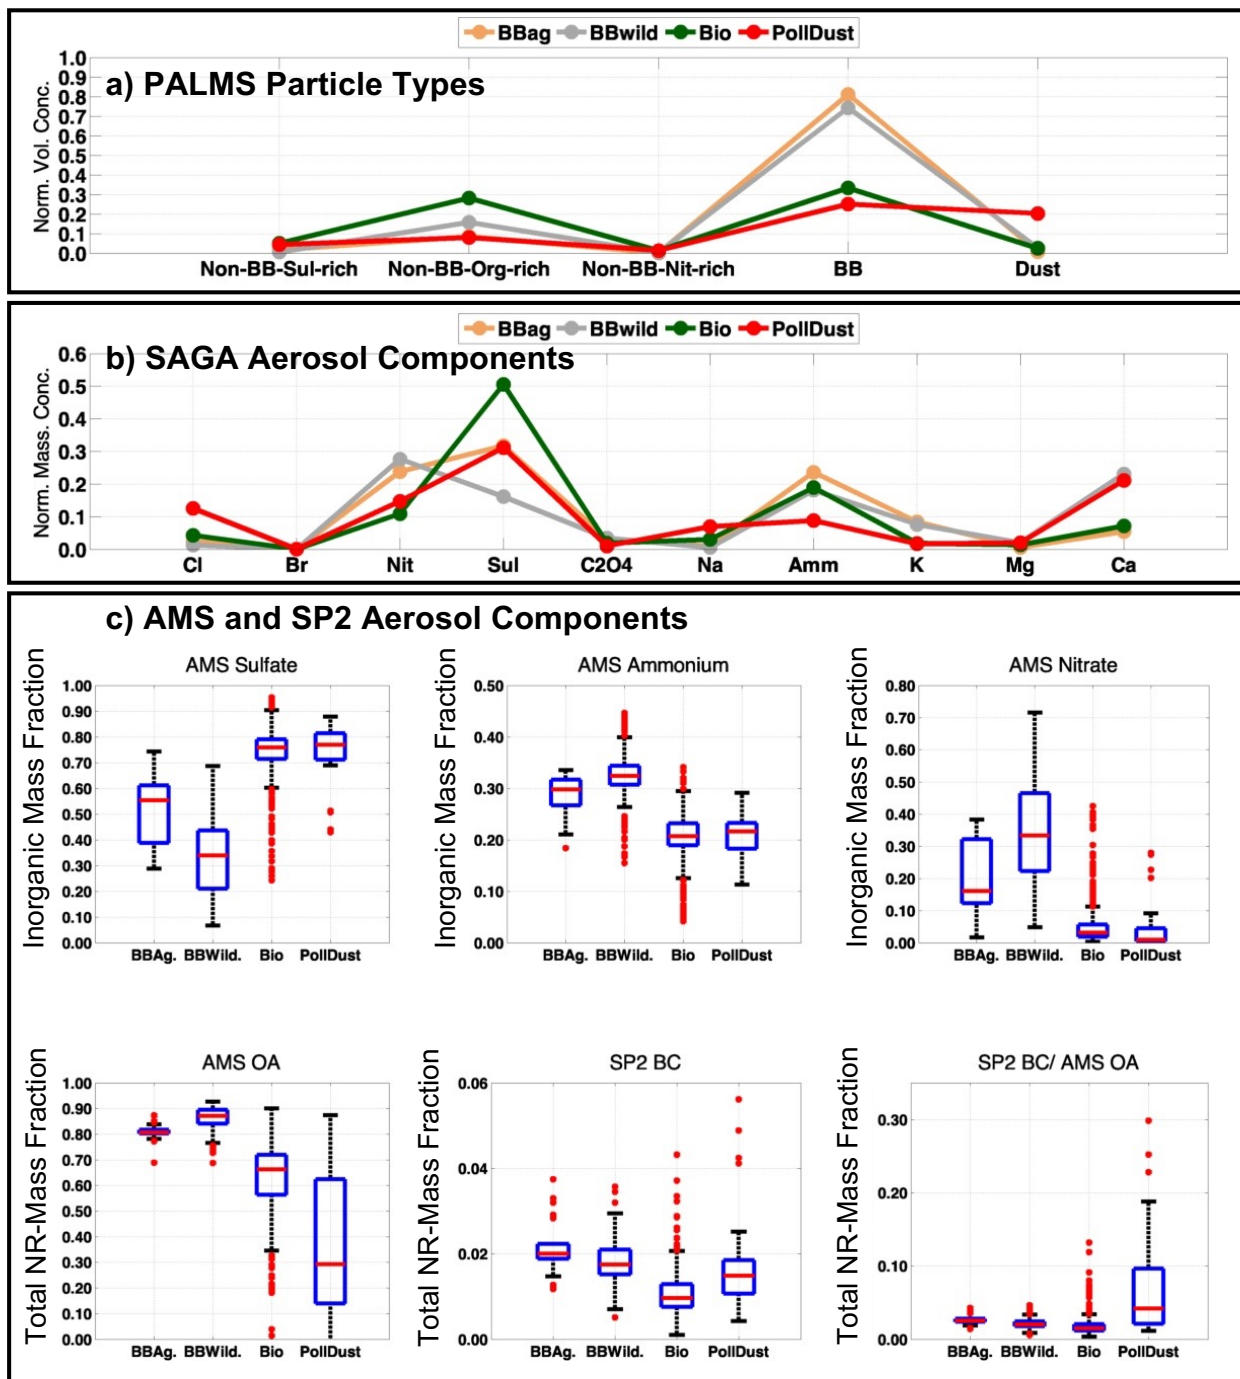 BBag BBwild Bio PollDust
a) PALMS Particle Types
Norm. Vol. Conc.
1.0
0.9
0.8
0.7
0.6
0.5
0.4
0.3
0.2
0.1
0.0
Non-BB-Sul-rich Non-BB-Org-rich Non-BB-Nit-rich BB Dust
BBag BBwild Bio PollDust
b) SAGA Aerosol Components
Norm. Mass. Conc.
0.6
0.5
0.4
0.3
0.2
0.1
0.0
Cl Br Nit Sul C2O4 Na Amm K Mg Ca
c) AMS and SP2 Aerosol Components
AMS Sulfate
Inorganic Mass Fraction
1.00
0.90
0.80
0.70
0.60
0.50
0.40
0.30
0.20
0.10
0.00
BBAg. BBWild. Bio PollDust
AMS Ammonium
Inorganic Mass Fraction
0.50
0.40
0.30
0.20
0.10
0.00
BBAg. BBWild. Bio PollDust
AMS Nitrate
Inorganic Mass Fraction
0.80
0.70
0.60
0.50
0.40
0.30
0.20
0.10
0.00
BBAg. BBWild. Bio PollDust
AMS OA
Total NR-Mass Fraction
1.00
0.90
0.80
0.70
0.60
0.50
0.40
0.30
0.20
0.10
0.00
BBAg. BBWild. Bio PollDust
SP2 BC
Total NR-Mass Fraction
0.06
0.04
0.02
0.00
BBAg. BBWild. Bio PollDust
SP2 BC/ AMS OA
Total NR-Mass Fraction
0.30
0.20
0.10
0.00
BBAg. BBWild. Bio PollDust